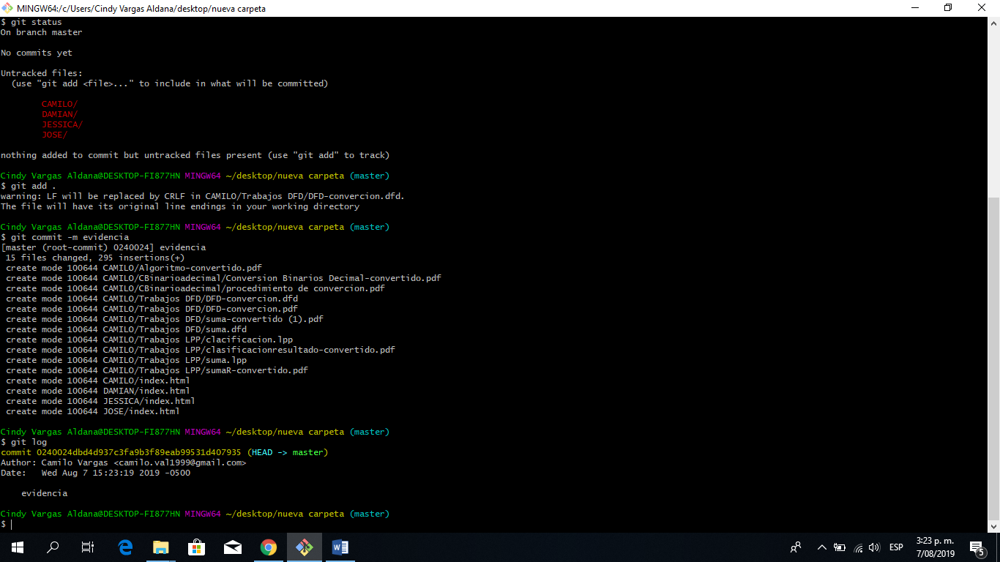 MINGW64:/c/Users/Cindy Vargas Aldana/desktop/nueva carpeta
$ git status
On branch master
No commits yet
Untracked files:
(use "git add <file>..." to include in what will be committed)
CAMILO/
DAMIAN/
JESSICA/
JOSE/
nothing added to commit but untracked files present (use "git add" to track)
Cindy Vargas Aldana@DESKTOP-FI877HN MINGW64 ~/desktop/nueva carpeta (master)
$ git add .
warning: LF will be replaced by CRLF in CAMILO/Trabajos DFD/DFD-convercion.dfd.
The file will have its original line endings in your working directory
Cindy Vargas Aldana@DESKTOP-FI877HN MINGW64 ~/desktop/nueva carpeta (master)
$ git commit -m evidencia
[master (root-commit) 0240024] evidencia
15 files changed, 295 insertions(+)
create mode 100644 CAMILO/Algoritmo-convertido.pdf
create mode 100644 CAMILO/CBinarioadecimal/Conversion Binarios Decimal-convertido.pdf
create mode 100644 CAMILO/CBinarioadecimal/procedimiento de convercion.pdf
create mode 100644 CAMILO/Trabajos DFD/DFD-convercion.dfd
create mode 100644 CAMILO/Trabajos DFD/DFD-convercion.pdf
create mode 100644 CAMILO/Trabajos DFD/suma-convertido (1).pdf
create mode 100644 CAMILO/Trabajos DFD/suma.dfd
create mode 100644 CAMILO/Trabajos LPP/clacificacion.lpp
create mode 100644 CAMILO/Trabajos LPP/clasificacionresultado-convertido.pdf
create mode 100644 CAMILO/Trabajos LPP/suma.lpp
create mode 100644 CAMILO/Trabajos LPP/sumaR-convertido.pdf
create mode 100644 CAMILO/index.html
create mode 100644 DAMIAN/index.html
create mode 100644 JESSICA/index.html
create mode 100644 JOSE/index.html
Cindy Vargas Aldana@DESKTOP-FI877HN MINGW64 ~/desktop/nueva carpeta (master)
$ git log
commit 0240024dbd4d937c3fa9b3f89eab99531d407935 (HEAD -> master)
Author: Camilo Vargas <camilo.val1999@gmail.com>
Date:   Wed Aug 7 15:23:19 2019 -0500
evidencia
Cindy Vargas Aldana@DESKTOP-FI877HN MINGW64 ~/desktop/nueva carpeta (master)
$
ESP
3:23 p. m.
7/08/2019
5